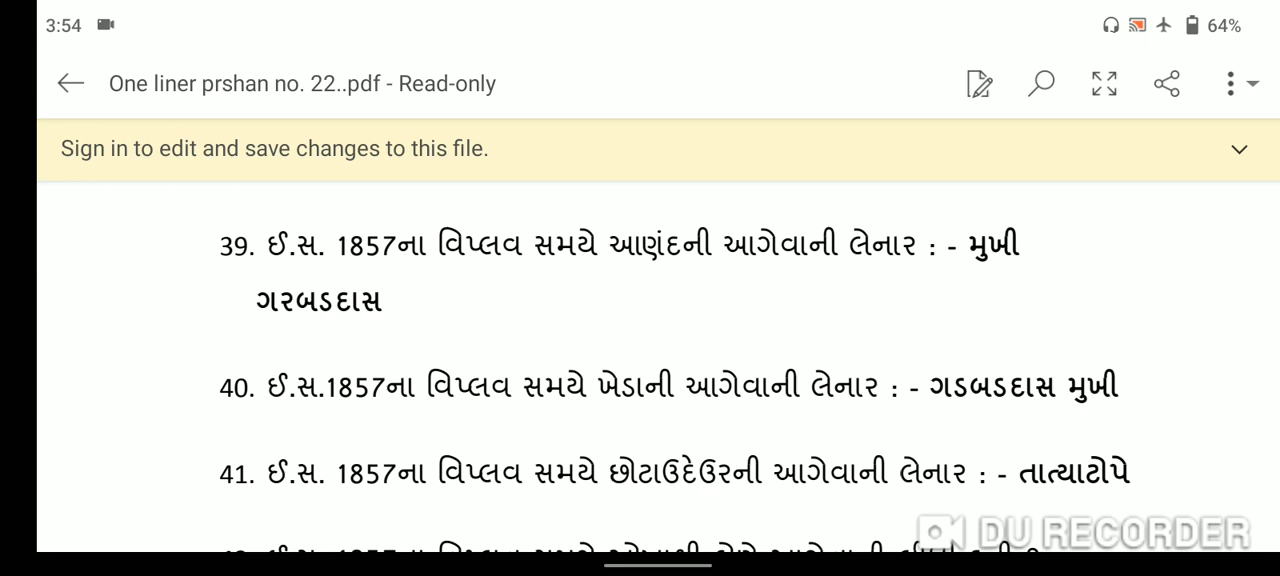 3:54
64%
One liner prshan no. 22..pdf - Read-only
Sign in to edit and save changes to this file.
39. ઈ.સ. 1857ના વિપ્લવ સમયે આણંદની આગેવાની લેનાર : - મુખી
ગરબડદાસ
40. ઈ.સ.1857ના વિપ્લવ સમયે ખેડાની આગેવાની લેનાર : - ગડબડદાસ મુખી
41. ઈ.સ. 1857ના વિપ્લવ સમયે છોટાઉદેઉરની આગેવાની લેનાર : - તાત્યાટોપે
DU RECORDER